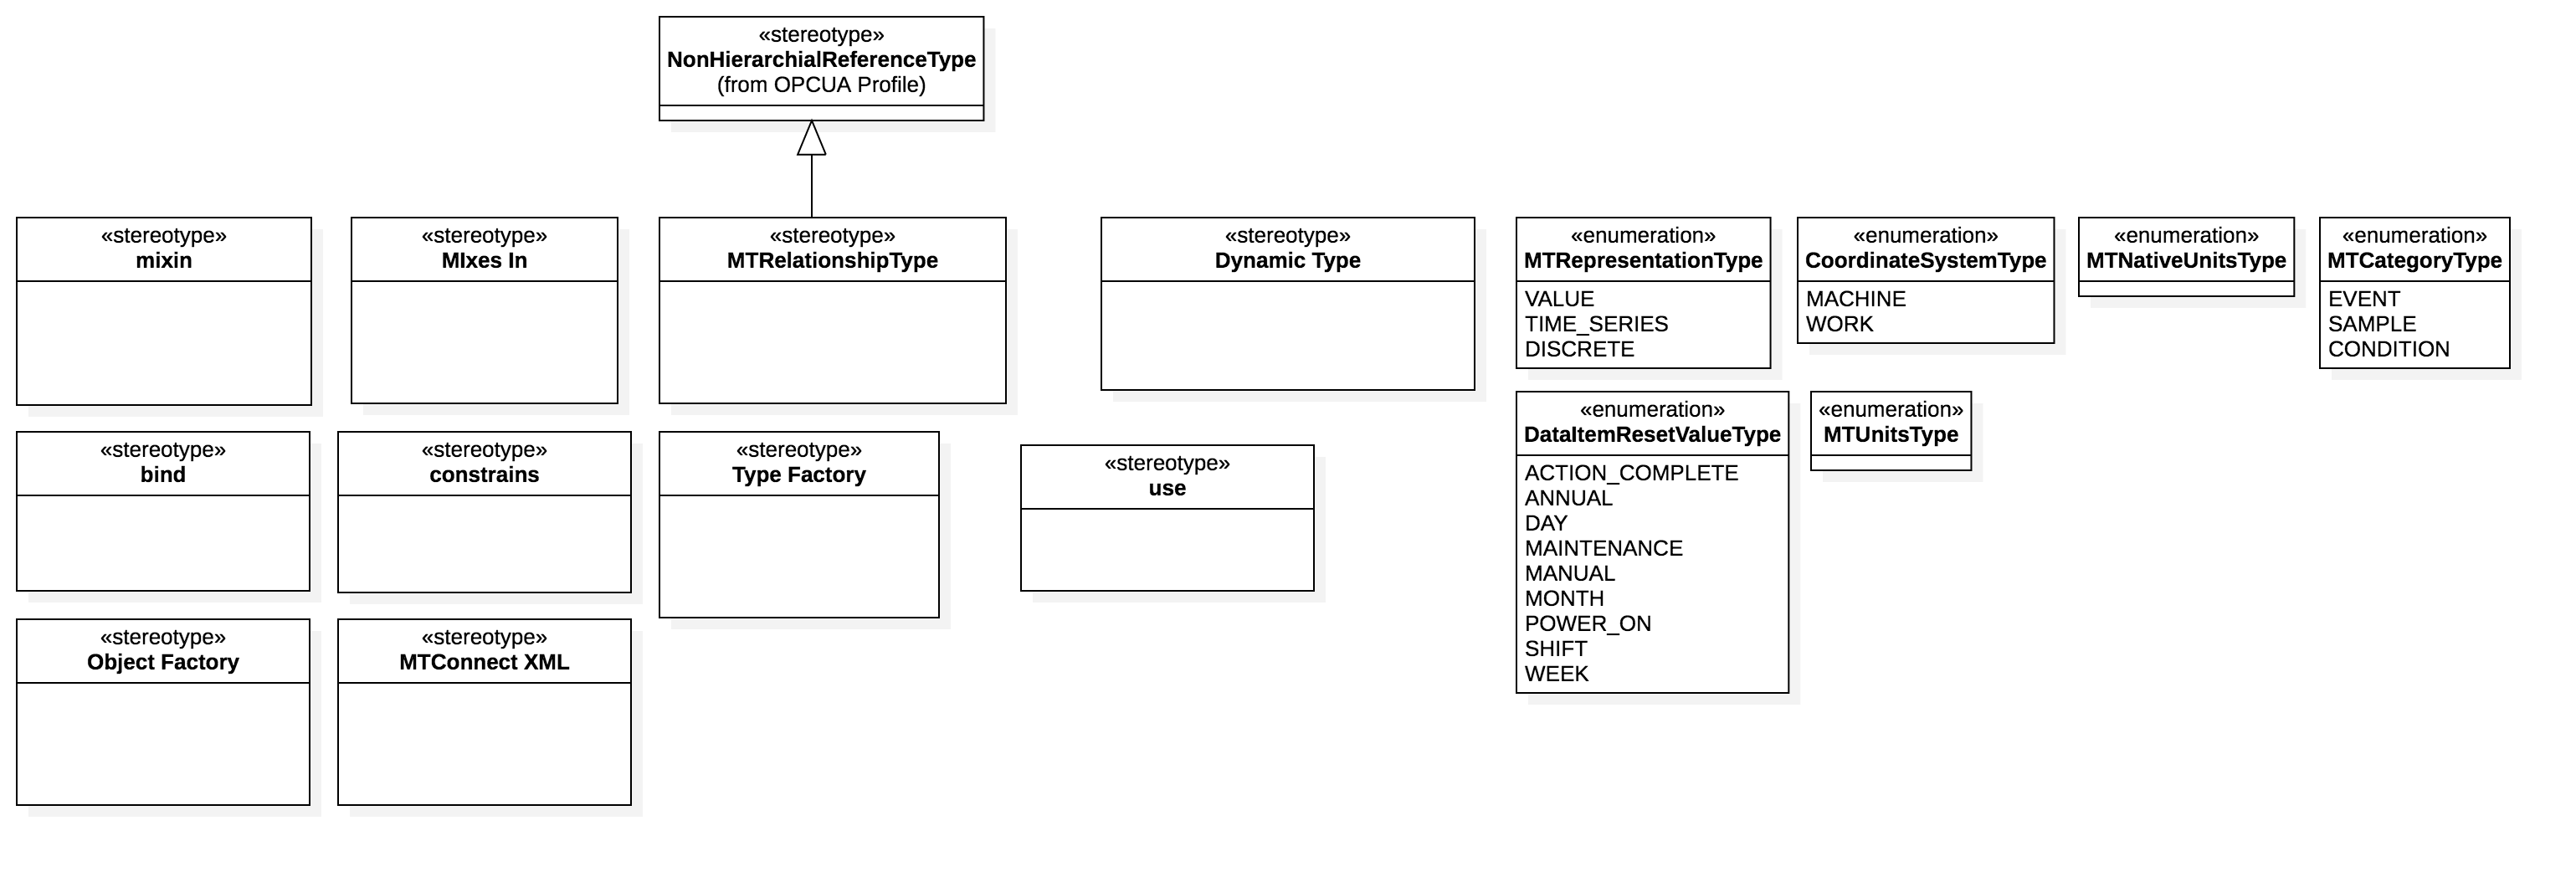 «stereotype»
NonHierarchialReferenceType
(from OPCUA Profile)
«stereotype»
mixin
«stereotype»
MIxes In
«stereotype»
MTRelationshipType
«stereotype»
Dynamic Type
«enumeration»
MTRepresentationType
VALUE
TIME_SERIES
DISCRETE
«enumeration»
CoordinateSystemType
MACHINE
WORK
«enumeration»
MTNativeUnitsType
«enumeration»
MTCategoryType
EVENT
SAMPLE
CONDITION
«stereotype»
bind
«stereotype»
constrains
«stereotype»
Type Factory
«stereotype»
use
«enumeration»
DataItemResetValueType
ACTION_COMPLETE
ANNUAL
DAY
MAINTENANCE
MANUAL
MONTH
POWER_ON
SHIFT
WEEK
«enumeration»
MTUnitsType
«stereotype»
Object Factory
«stereotype»
MTConnect XML